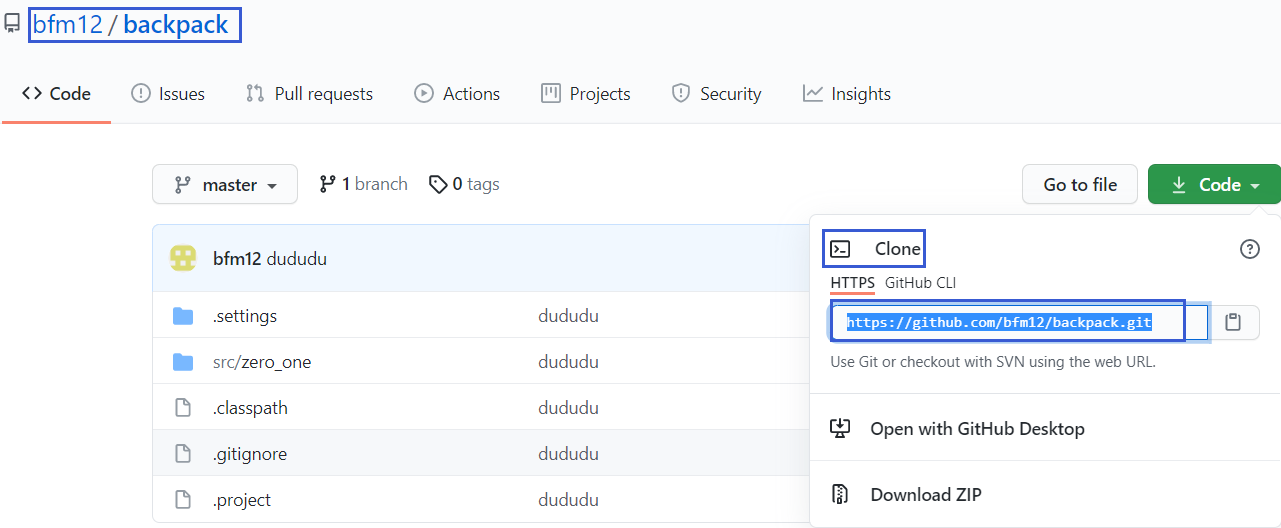 bfm12 / backpack
Code Issues Pull requests Actions Projects Security Insights
master 1 branch 0 tags Go to file Code
bfm12 dududu
.settings dududu
src/zero_one dududu
.classpath dududu
.gitignore dududu
.project dududu
Clone
HTTPS GitHub CLI
https://github.com/bfm12/backpack.git
Use Git or checkout with SVN using the web URL.
Open with GitHub Desktop
Download ZIP